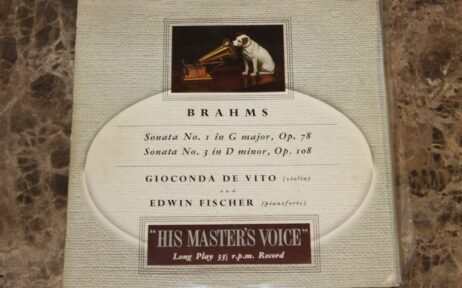 BRAHMS
Sonata No. 1 in G major, Op. 78
Sonata No. 3 in D minor, Op. 108
GIOCONDA DE VITO (violin)
and
EDWIN FISCHER (pianoforte)
"HIS MASTER'S VOICE"
Long Play 33⅓ r.p.m. Record